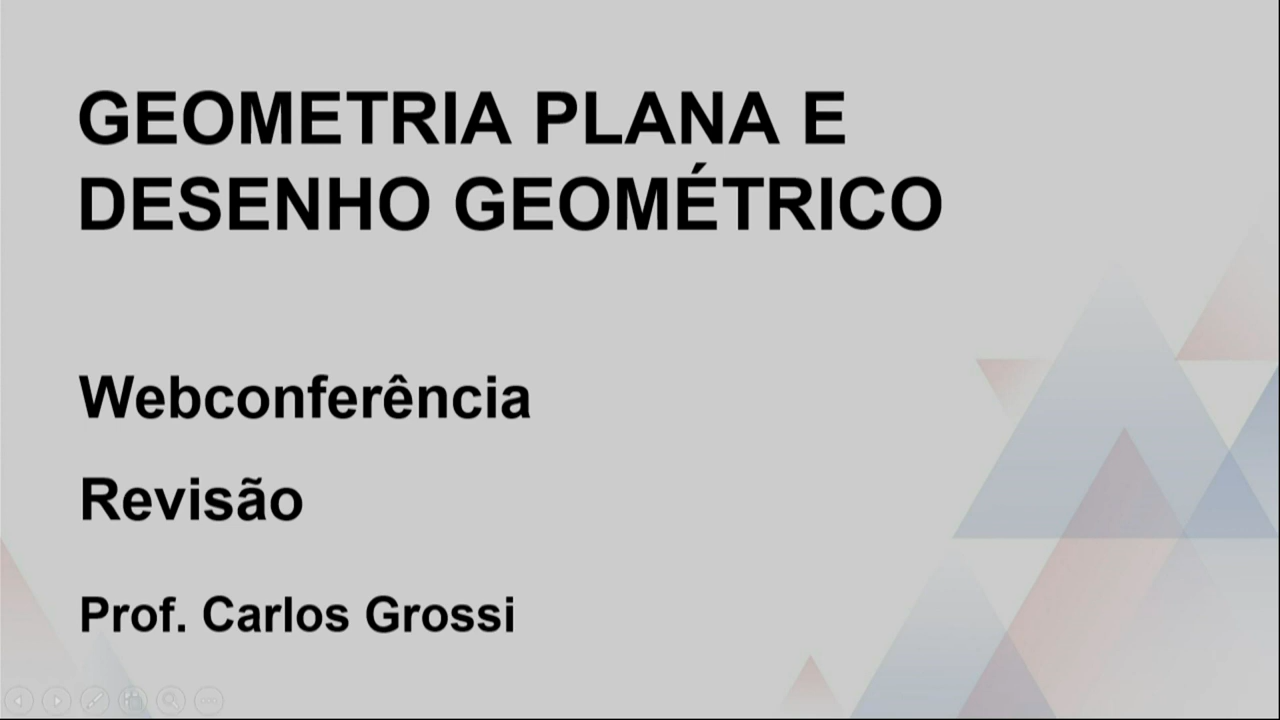 GEOMETRIA PLANA E
DESENHO GEOMÉTRICO
Webconferência
Revisão
Prof. Carlos Grossi